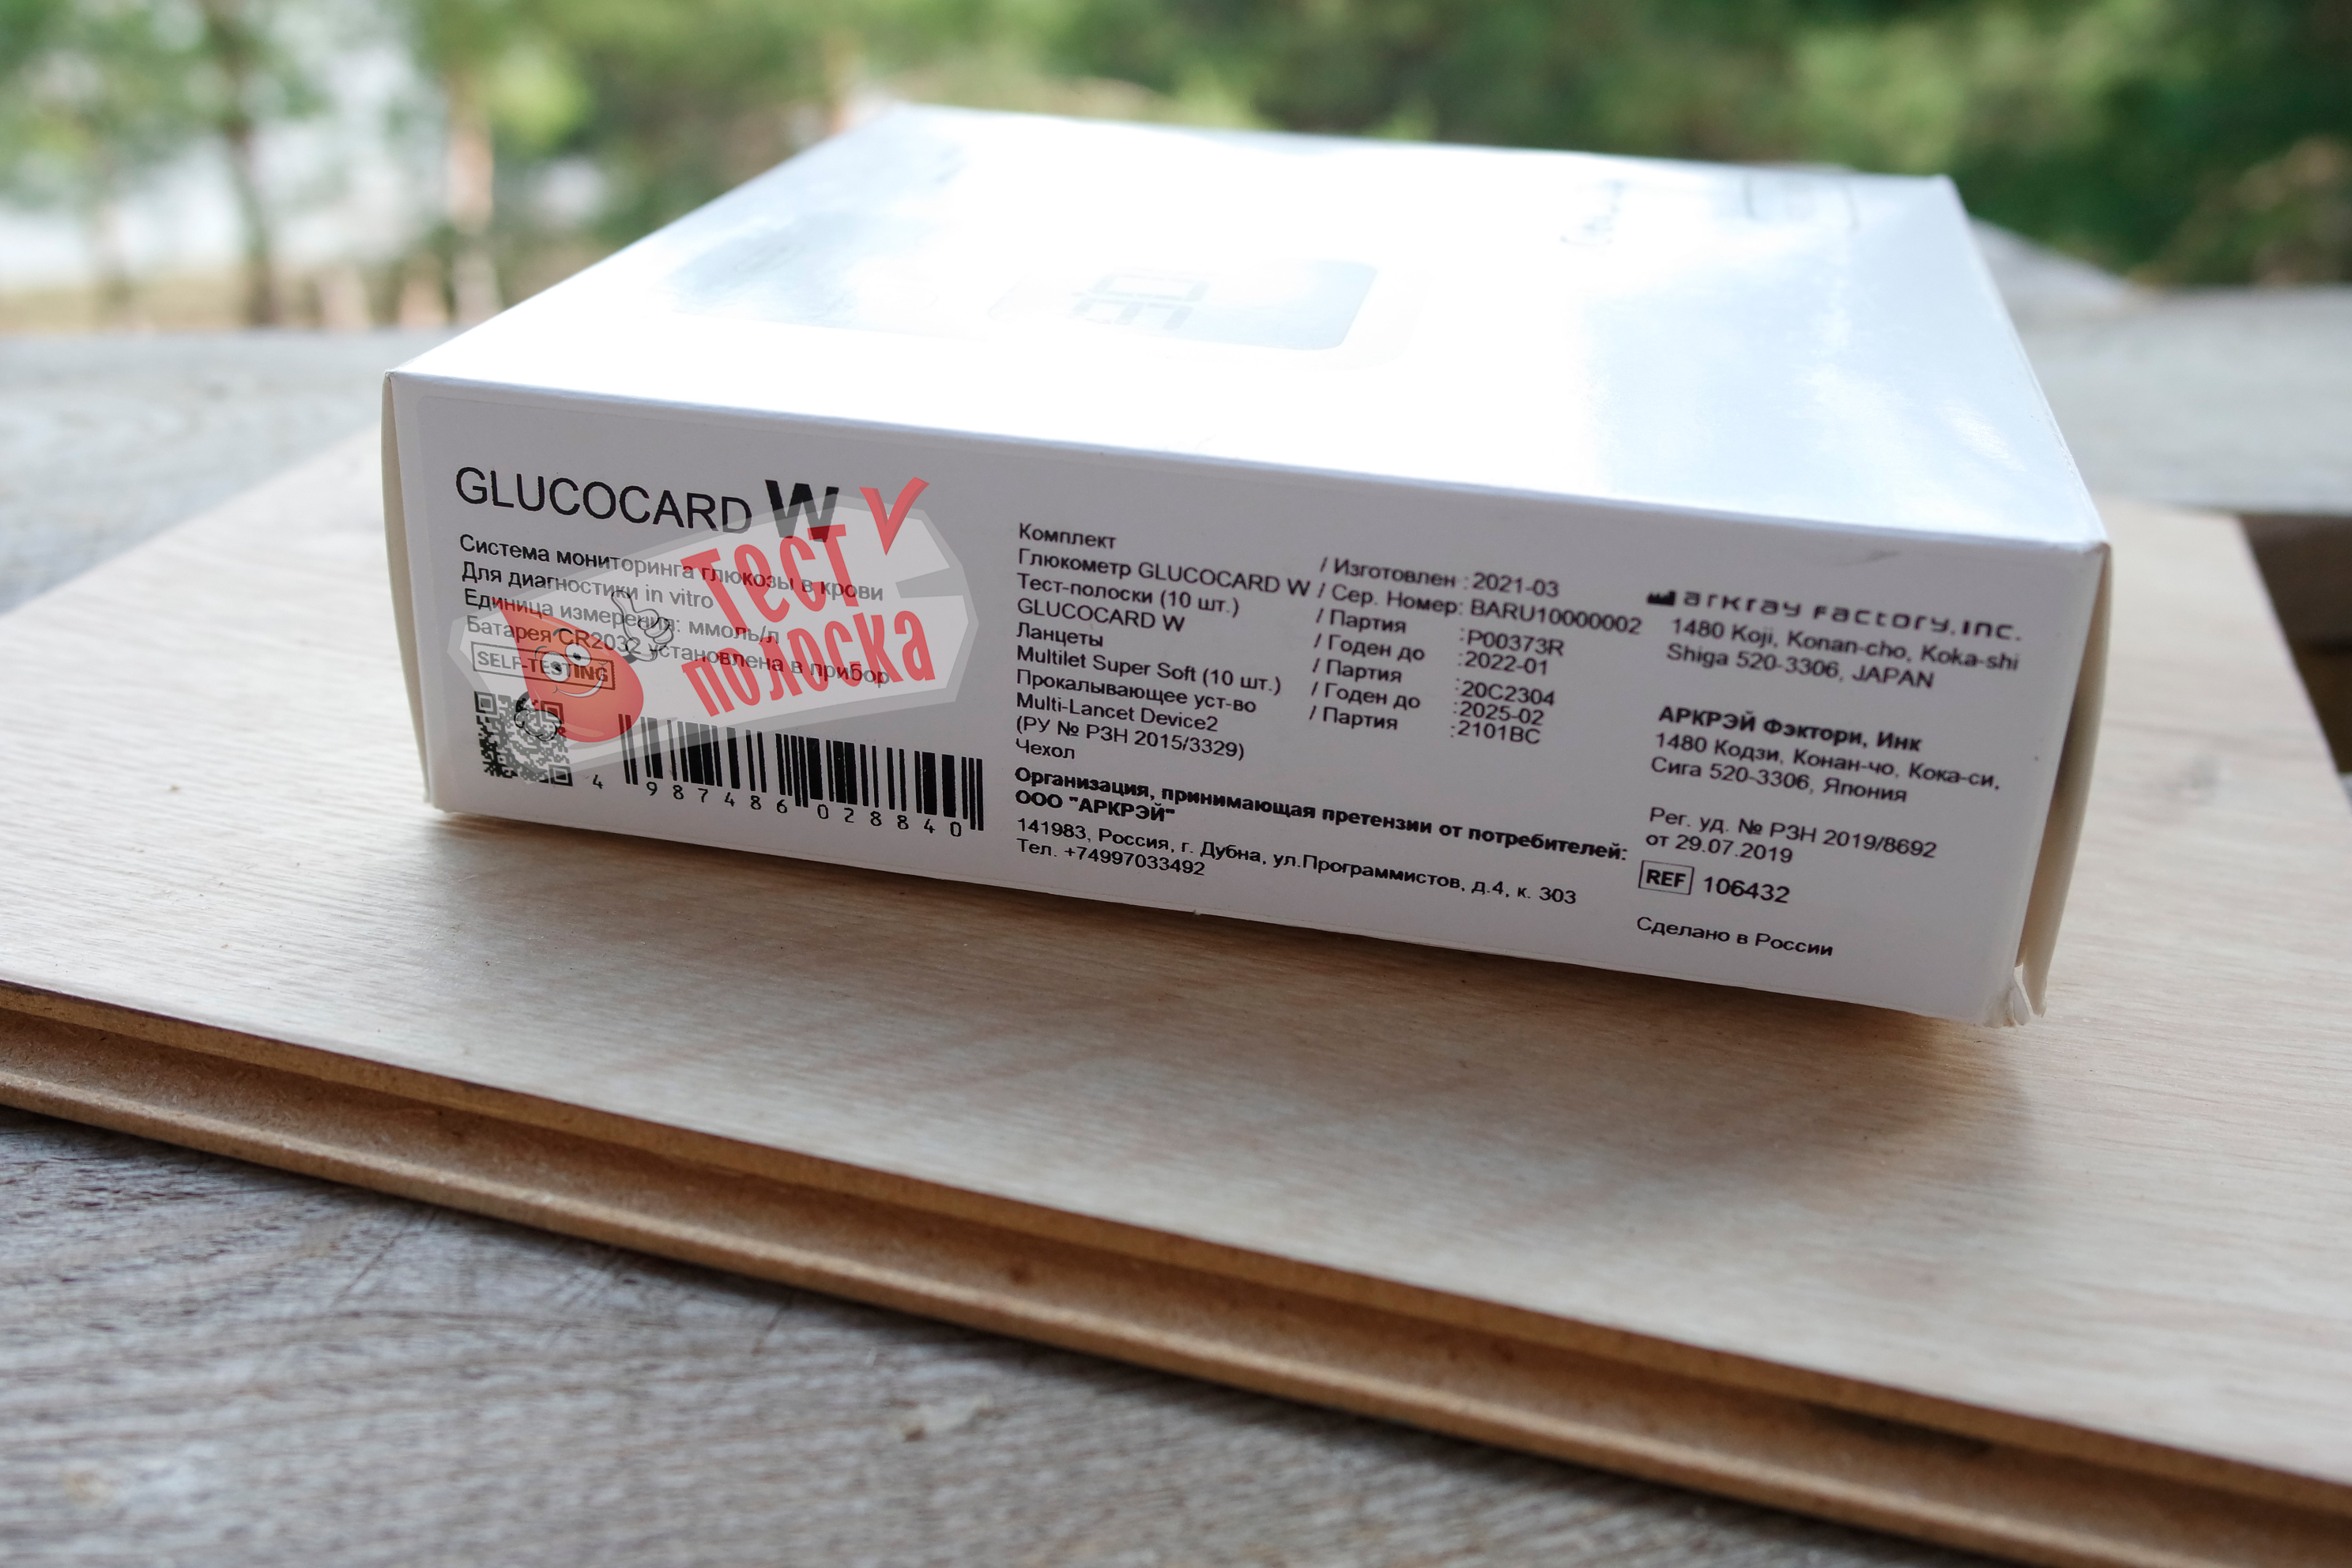 GLUCOCARD W
Система мониторинга глюкозы в крови
Для диагностики in vitro
Единица измерения: ммоль/л
Батарея CR2032 установлена в прибор
SELF-TESTING
4 987486 028840
Тест
полоска
Комплект
Глюкометр GLUCOCARD W
Тест-полоски (10 шт.)
GLUCOCARD W
Ланцеты
Multilet Super Soft (10 шт.)
Прокалывающее уст-во
Multi-Lancet Device2
(РУ № РЗН 2015/3329)
Чехол
/ Изготовлен : 2021-03
/ Сер. Номер: BARU10000002
/ Партия :P00373R
/ Годен до :2022-01
/ Партия :20C2304
/ Годен до :2025-02
/ Партия :2101BC
Организация, принимающая претензии от потребителей:
ООО "АРКРЭЙ"
141983, Россия, г. Дубна, ул.Программистов, д.4, к. 303
Тел. +74997033492
arkray factory, inc.
1480 Koji, Konan-cho, Koka-shi
Shiga 520-3306, JAPAN
АРКРЭЙ Фэктори, Инк
1480 Кодзи, Конан-чо, Кока-си,
Сига 520-3306, Япония
Рег. уд. № РЗН 2019/8692
от 29.07.2019
REF 106432
Сделано в России